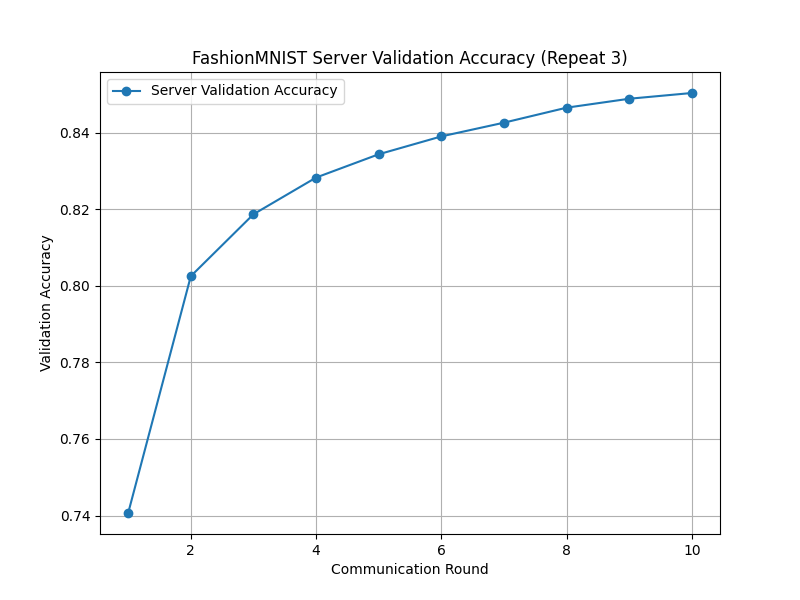 FashionMNIST Server Validation Accuracy (Repeat 3)
Server Validation Accuracy
0.84
0.82
0.80
0.78
0.76
0.74
Validation Accuracy
2 4 6 8 10
Communication Round